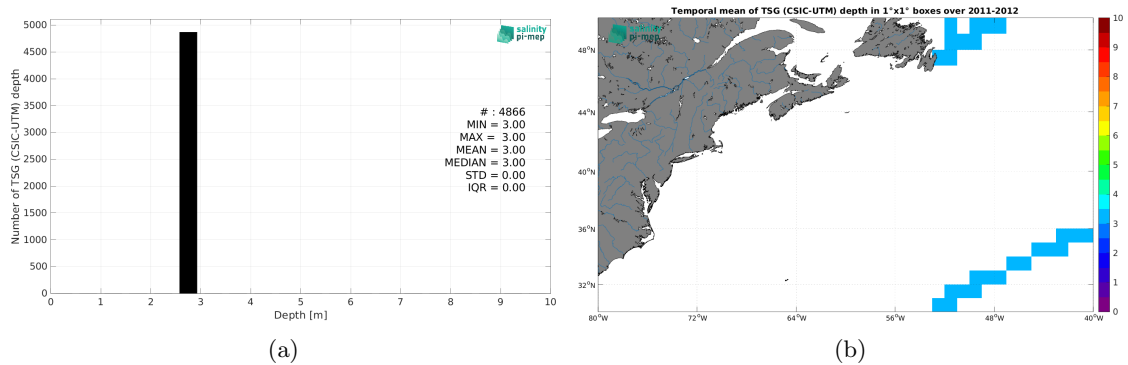 5000
4500
4000
3500
3000
2500
2000
1500
1000
500
0
Number of TSG (CSIC-UTM) depth
salinity
pi-mep
# : 4866
MIN = 3.00
MAX = 3.00
MEAN = 3.00
MEDIAN = 3.00
STD = 0.00
IQR = 0.00
0 1 2 3 4 5 6 7 8 9 10
Depth [m]
(a)
Temporal mean of TSG (CSIC-UTM) depth in 1°x1° boxes over 2011-2012
salinity
pi-mep
48°N
44°N
40°N
36°N
32°N
80°W 72°W 64°W 56°W 48°W 40°W
10
9
8
7
6
5
4
3
2
1
0
(b)